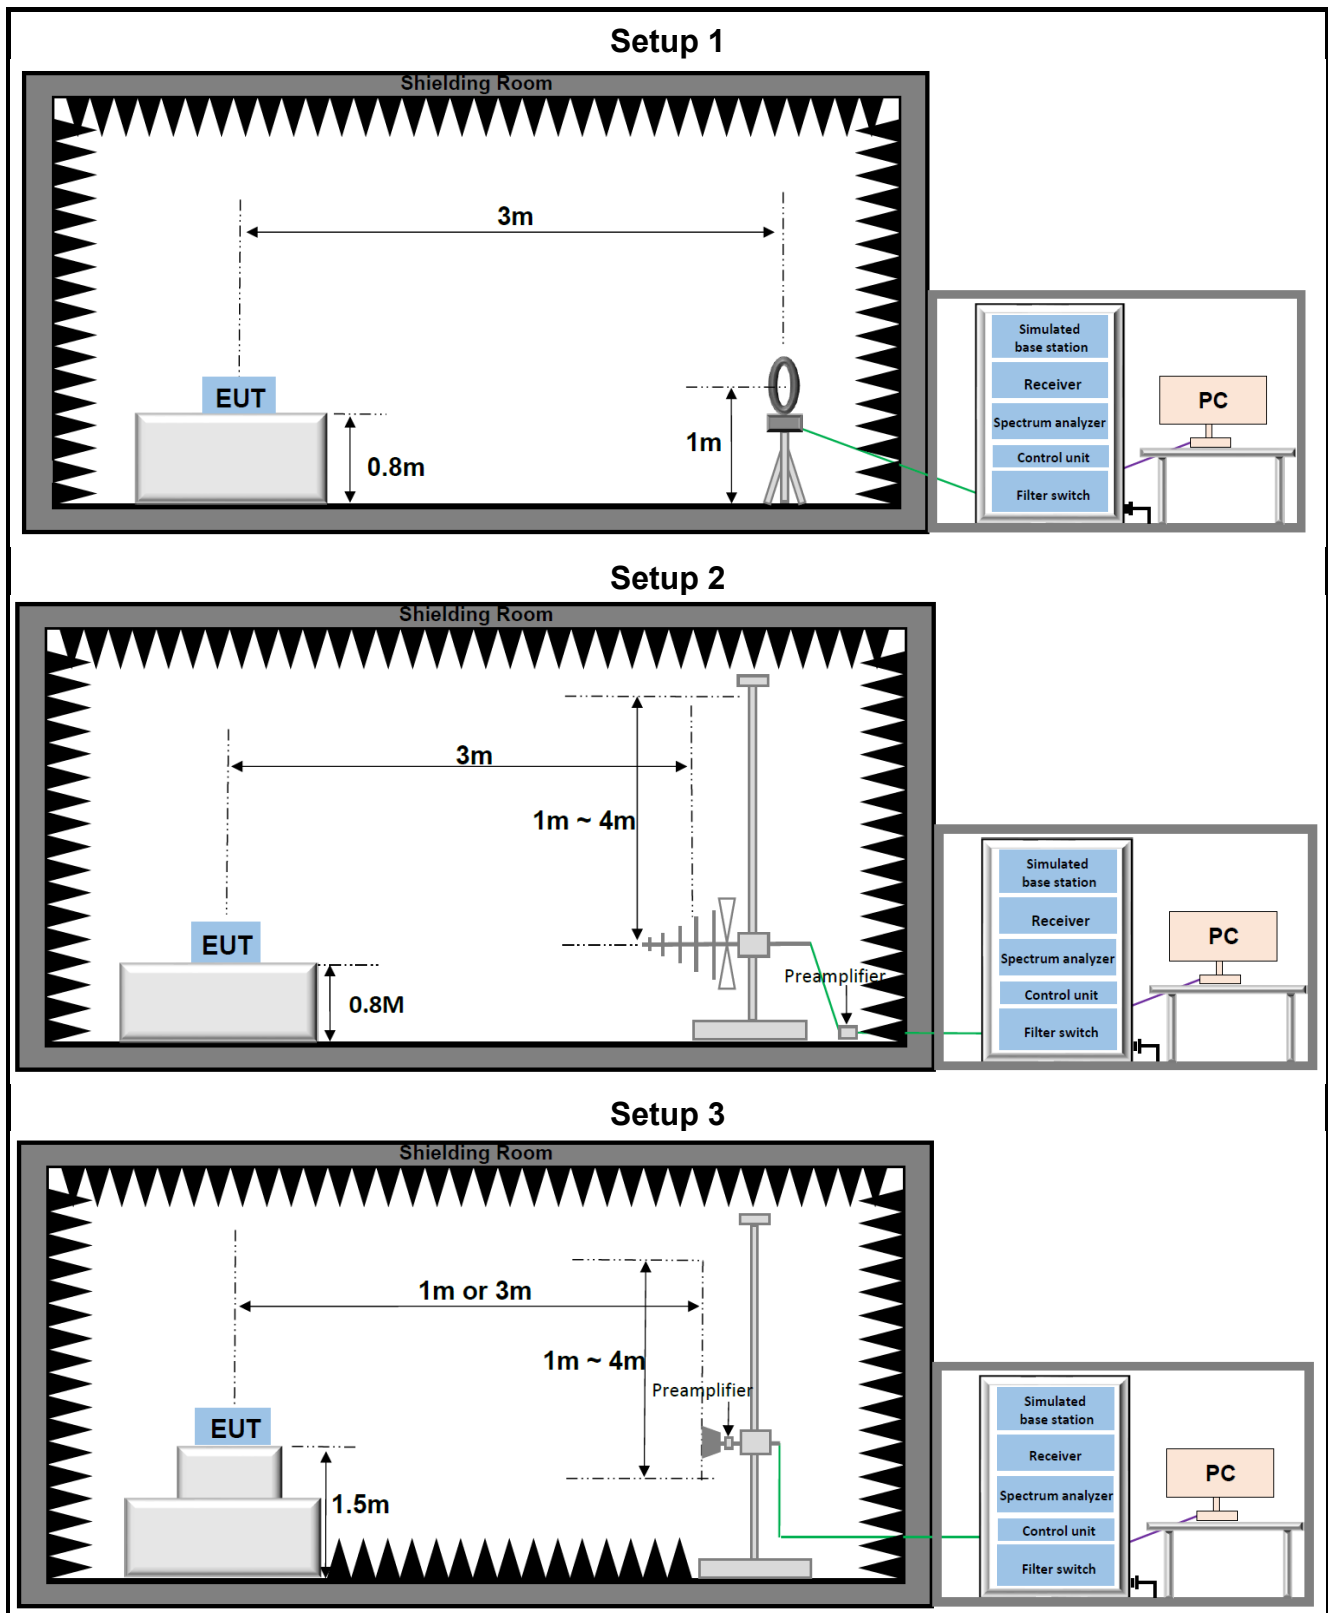 Setup 1
Shielding Room
3m
EUT
0.8m
1m
Simulated
base station
Receiver
Spectrum analyzer
Control unit
Filter switch
PC
Setup 2
Shielding Room
3m
1m ~ 4m
EUT
0.8M
Preamplifier
Simulated
base station
Receiver
Spectrum analyzer
Control unit
Filter switch
PC
Setup 3
Shielding Room
1m or 3m
1m ~ 4m
Preamplifier
EUT
1.5m
Simulated
base station
Receiver
Spectrum analyzer
Control unit
Filter switch
PC